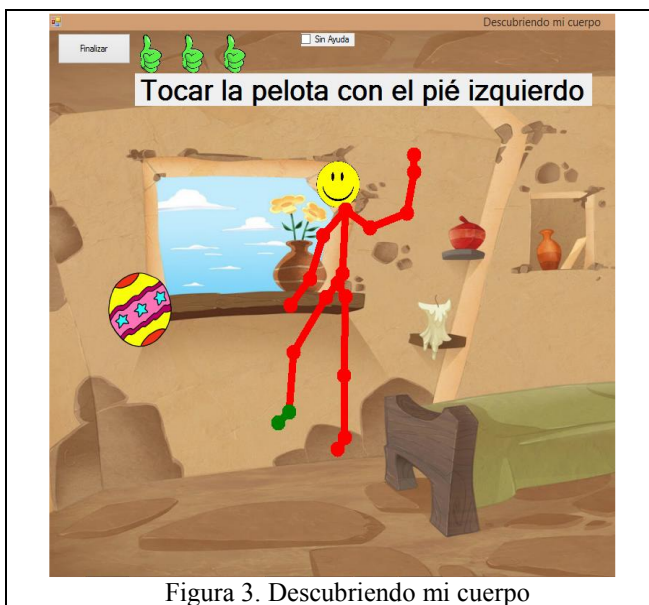 Descubriendo mi cuerpo
Finalizar
Sin Ayuda
Tocar la pelota con el pié izquierdo
Figura 3. Descubriendo mi cuerpo